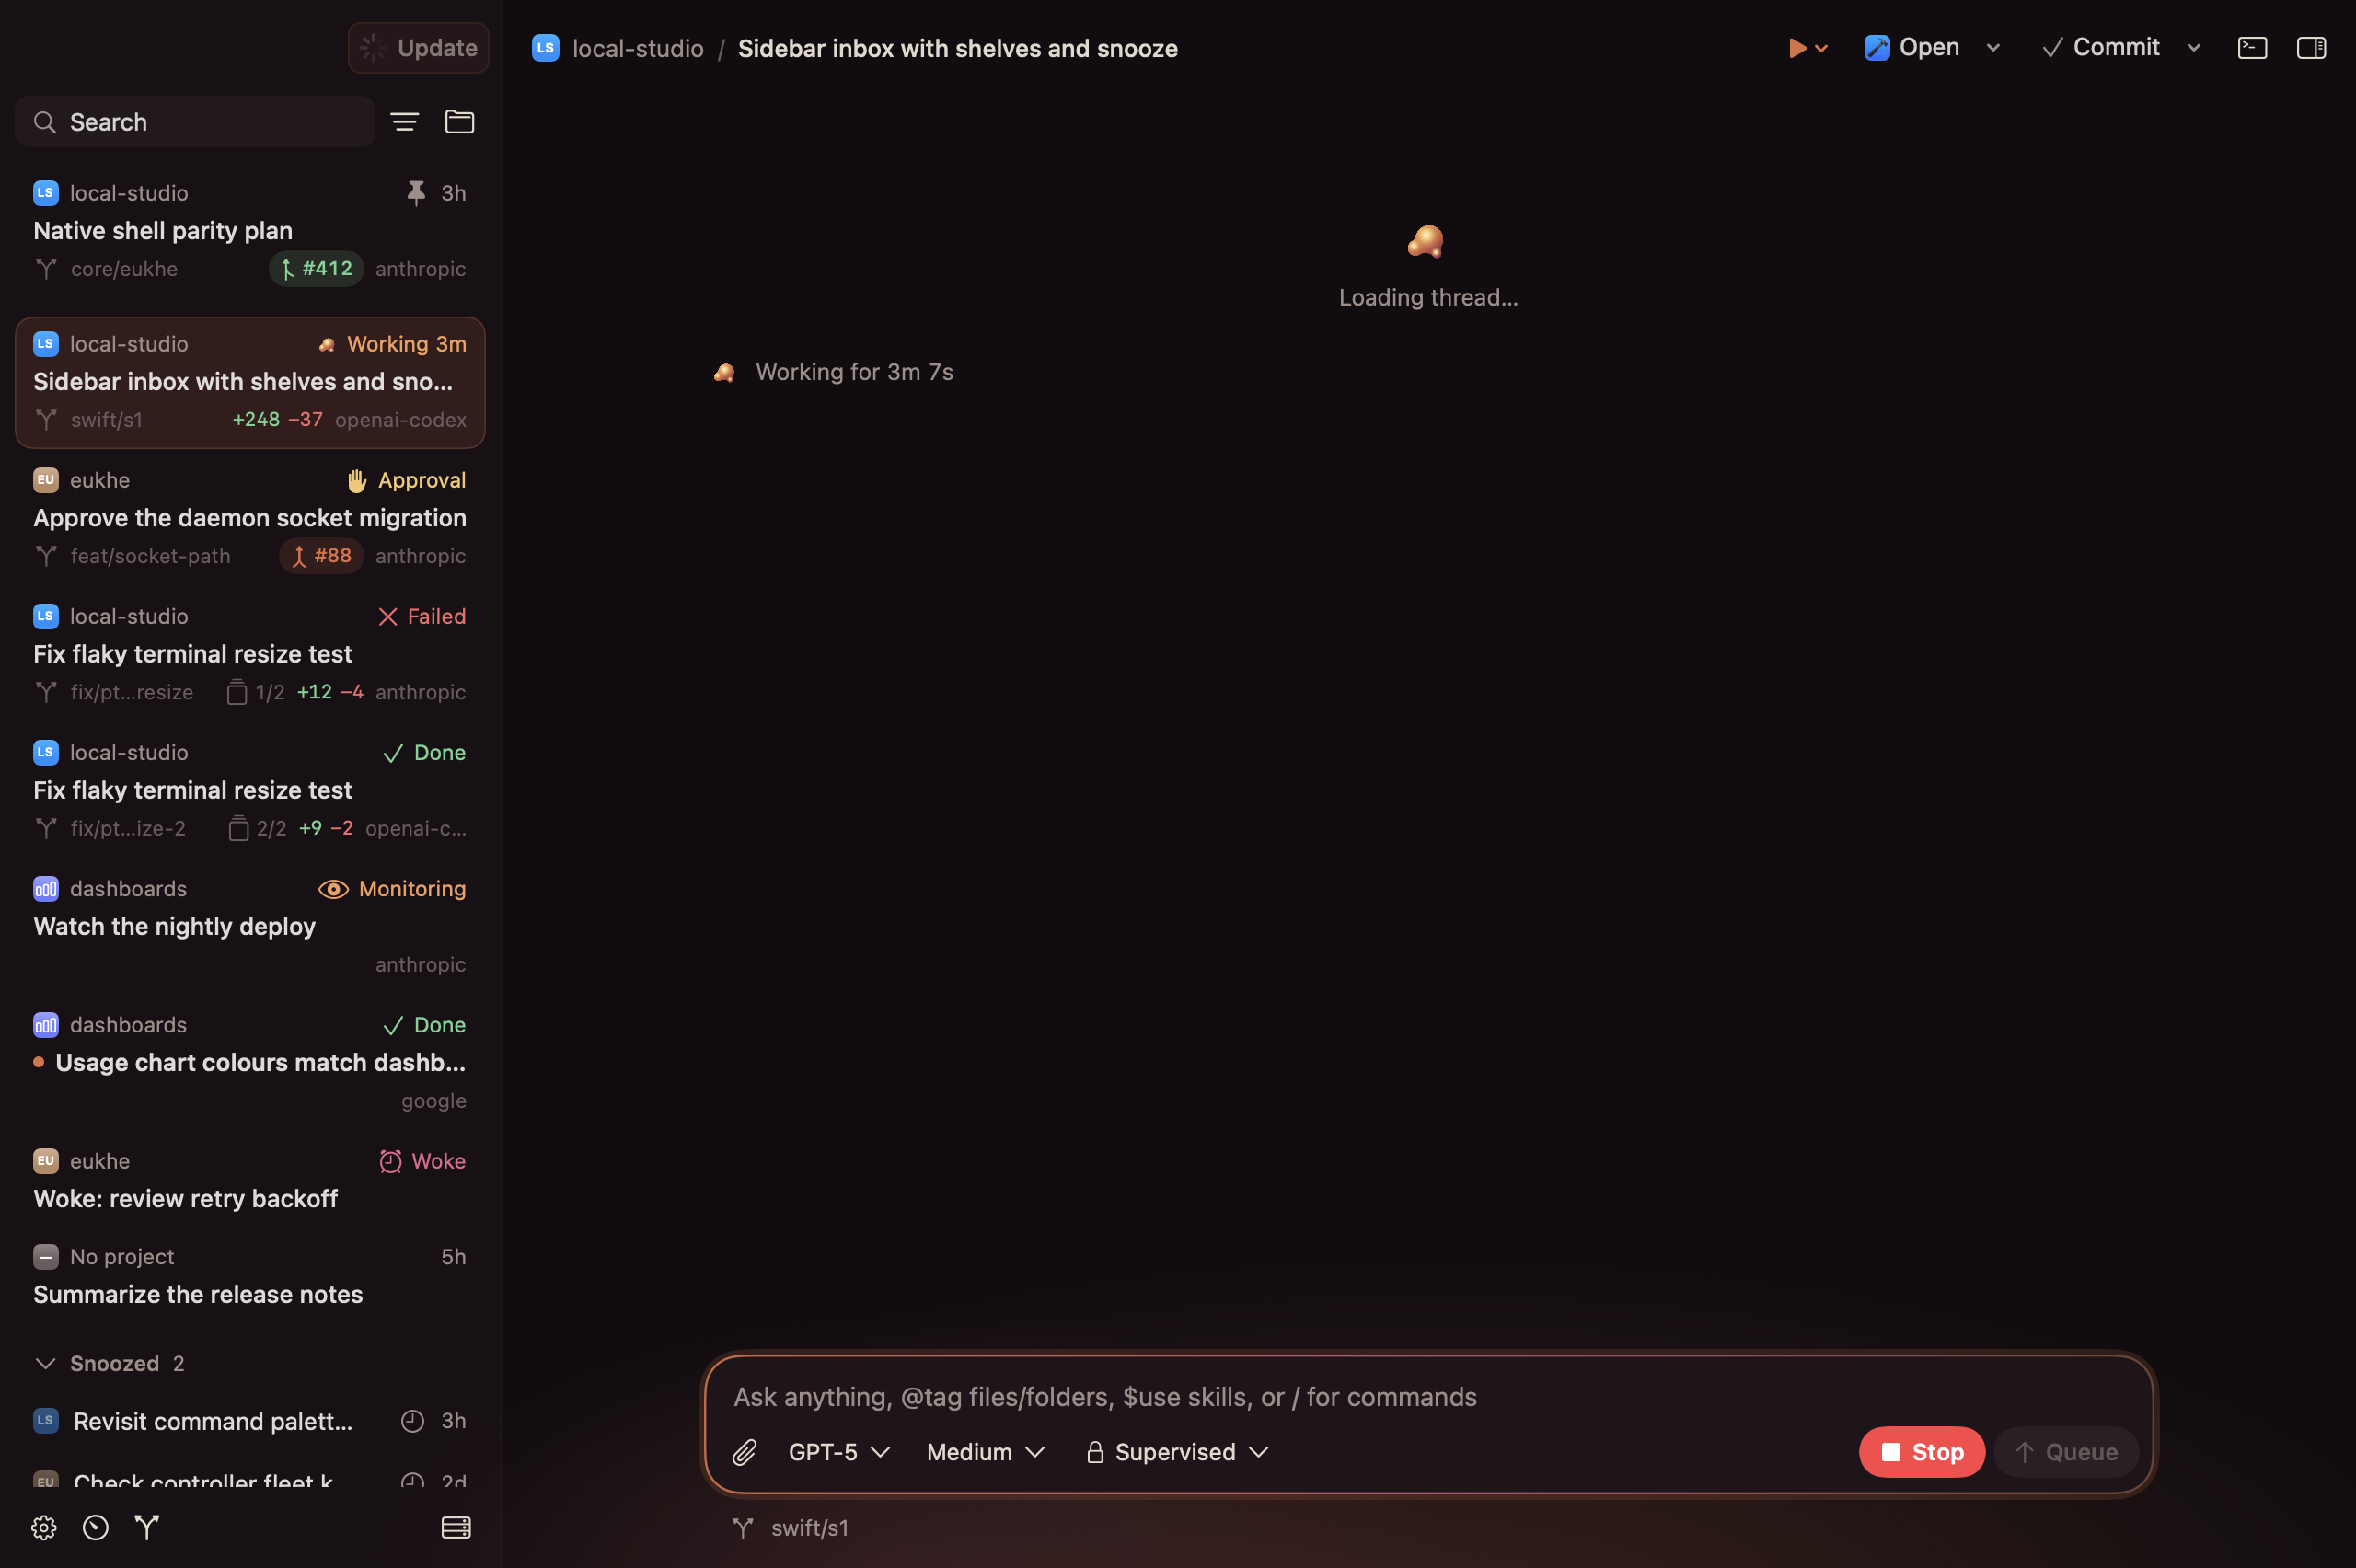 Update
LS local-studio / Sidebar inbox with shelves and snooze
Open
Commit
Search
LS local-studio 3h
Native shell parity plan
core/eukhe #412 anthropic
LS local-studio Working 3m
Sidebar inbox with shelves and sno...
swift/s1 +248 −37 openai-codex
EU eukhe Approval
Approve the daemon socket migration
feat/socket-path #88 anthropic
LS local-studio Failed
Fix flaky terminal resize test
fix/pt...resize 1/2 +12 −4 anthropic
LS local-studio Done
Fix flaky terminal resize test
fix/pt...ize-2 2/2 +9 −2 openai-c...
dashboards Monitoring
Watch the nightly deploy
anthropic
dashboards Done
Usage chart colours match dashb...
google
EU eukhe Woke
Woke: review retry backoff
No project 5h
Summarize the release notes
Snoozed 2
LS Revisit command palett... 3h
EU Check controller fleet k 2d
Loading thread...
Working for 3m 7s
Ask anything, @tag files/folders, $use skills, or / for commands
GPT-5 Medium Supervised Stop Queue
swift/s1